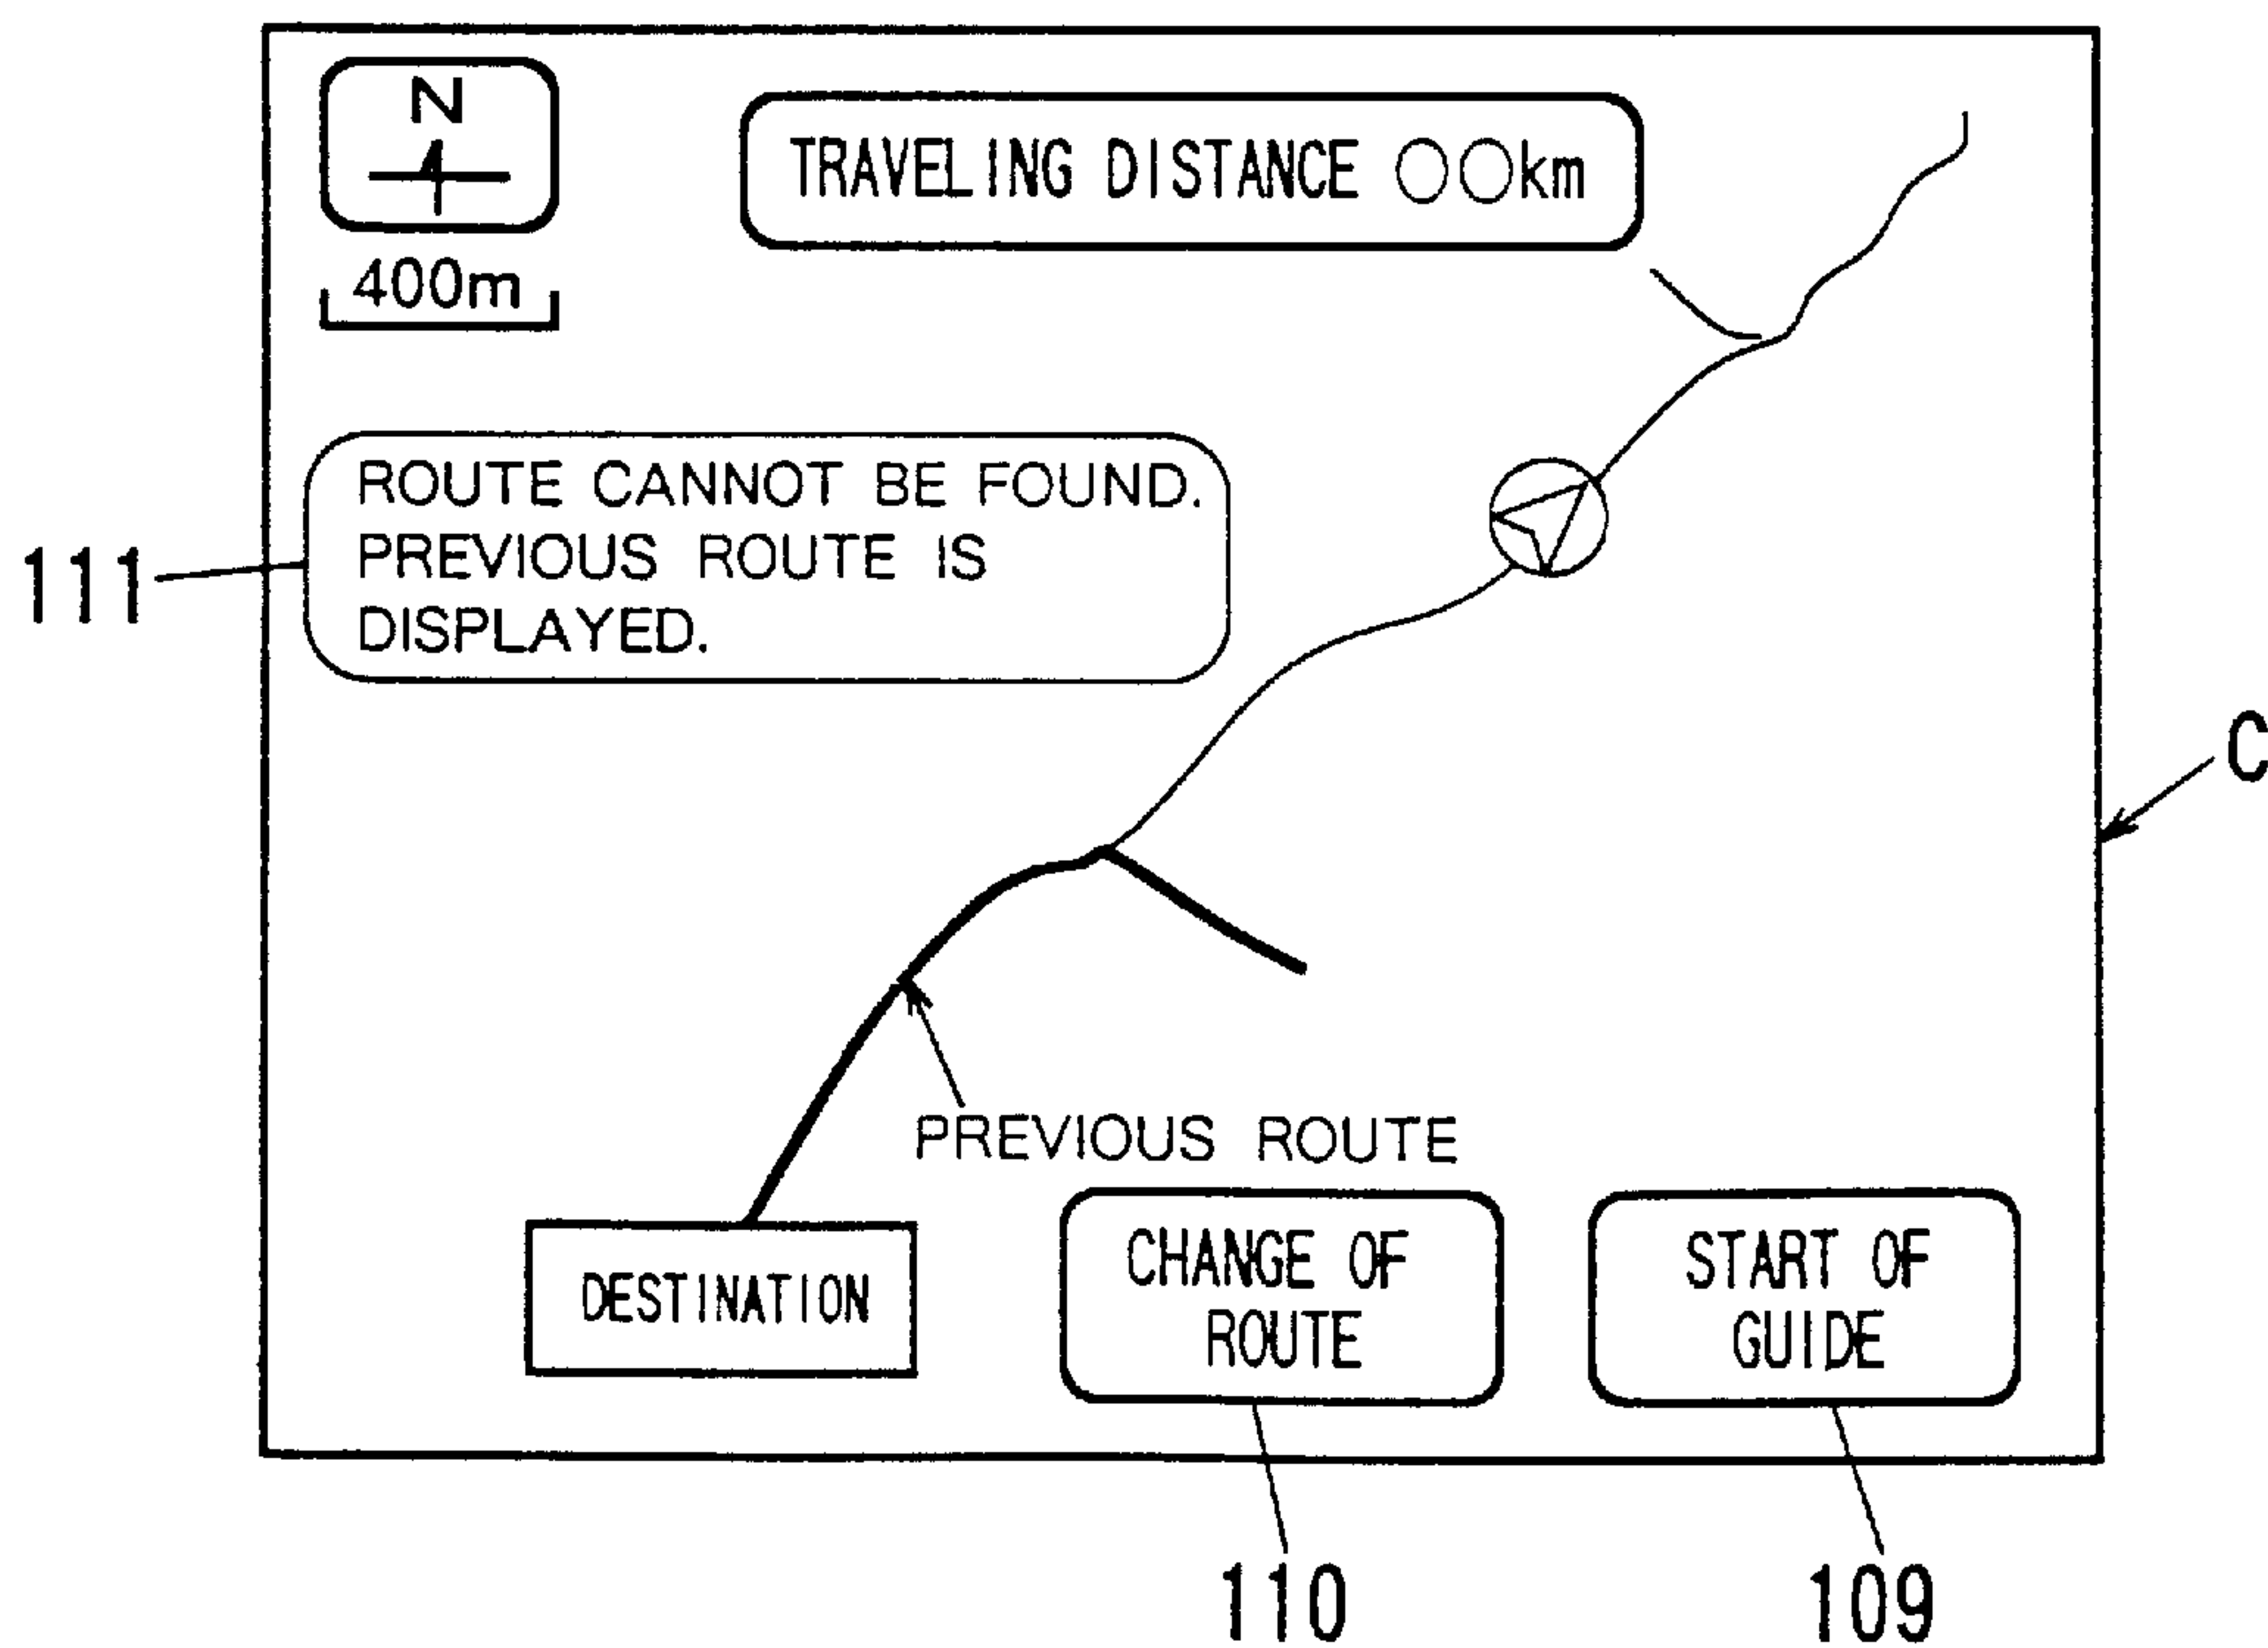 N
TRAVELING DISTANCE ○○km
400m
ROUTE CANNOT BE FOUND.
PREVIOUS ROUTE IS
DISPLAYED.
111
C
PREVIOUS ROUTE
DESTINATION
CHANGE OF
ROUTE
START OF
GUIDE
110
109